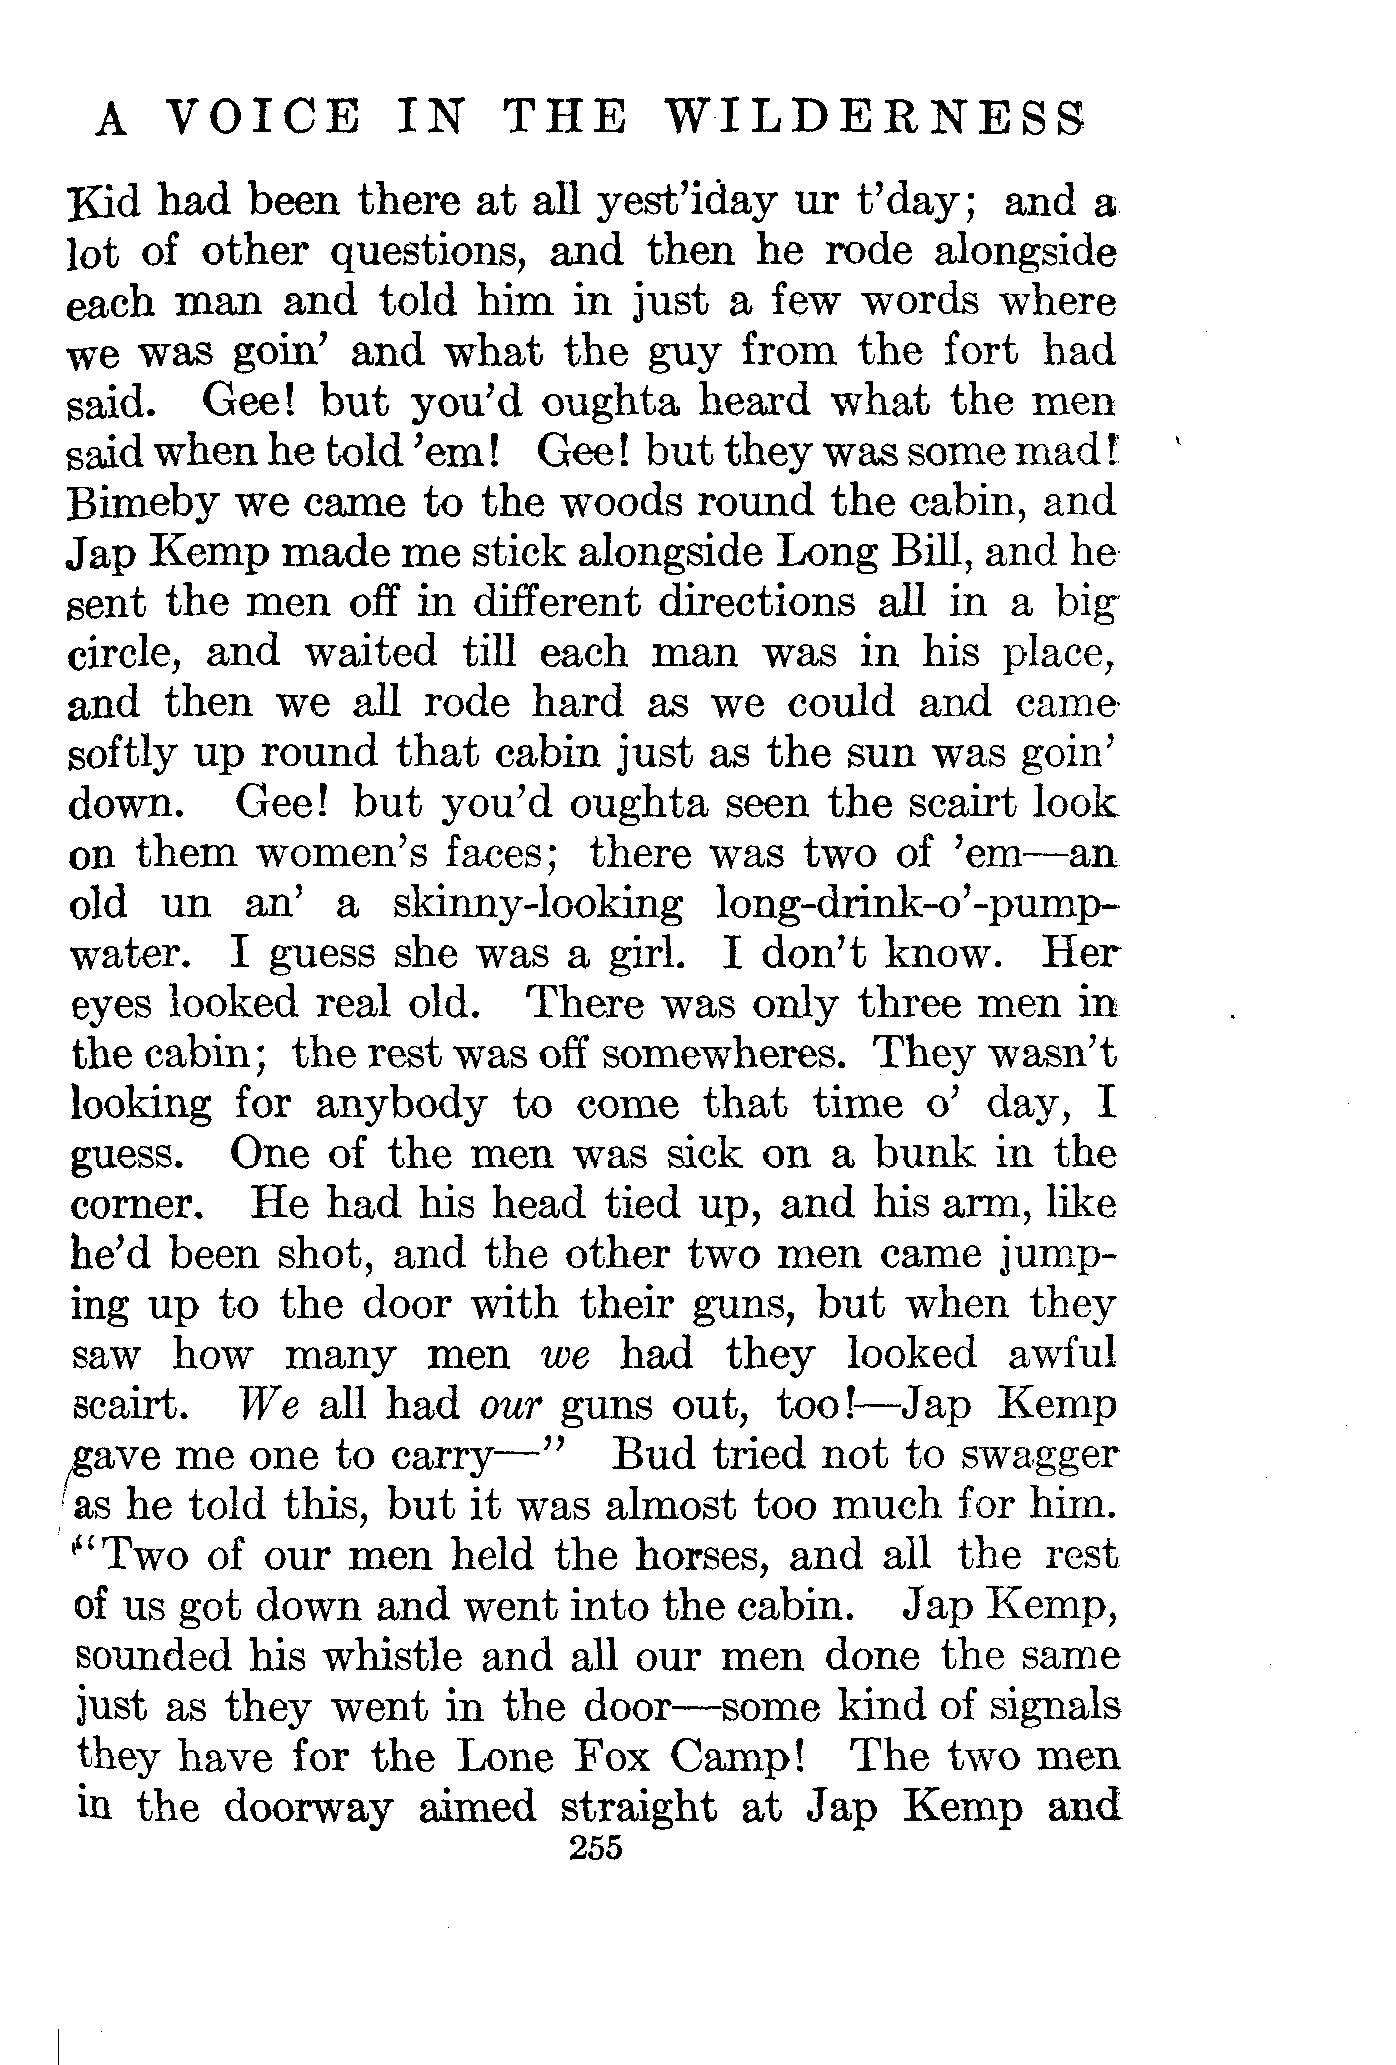 A VOICE IN THE WILDERNESS
Kid had been there at all yest’iday ur t’day; and a
lot of other questions, and then he rode alongside
each man and told him in just a few words where
we was goin’ and what the guy from the fort had
said. Gee! but you’d oughta heard what the men
said when he told ’em! Gee! but they was some mad!
Bimeby we came to the woods round the cabin, and
Jap Kemp made me stick alongside Long Bill, and he
sent the men off in different directions all in a big
circle, and waited till each man was in his place,
and then we all rode hard as we could and came
softly up round that cabin just as the sun was goin’
down. Gee! but you’d oughta seen the scairt look
on them women’s faces; there was two of ’em—an
old un an’ a skinny-looking long-drink-o’-pump-
water. I guess she was a girl. I don’t know. Her
eyes looked real old. There was only three men in
the cabin; the rest was off somewheres. They wasn’t
looking for anybody to come that time o’ day, I
guess. One of the men was sick on a bunk in the
corner. He had his head tied up, and his arm, like
he’d been shot, and the other two men came jump-
ing up to the door with their guns, but when they
saw how many men we had they looked awful
scairt. We all had our guns out, too!—Jap Kemp
gave me one to carry—” Bud tried not to swagger
as he told this, but it was almost too much for him.
“Two of our men held the horses, and all the rest
of us got down and went into the cabin. Jap Kemp,
sounded his whistle and all our men done the same
just as they went in the door—some kind of signals
they have for the Lone Fox Camp! The two men
in the doorway aimed straight at Jap Kemp and
255